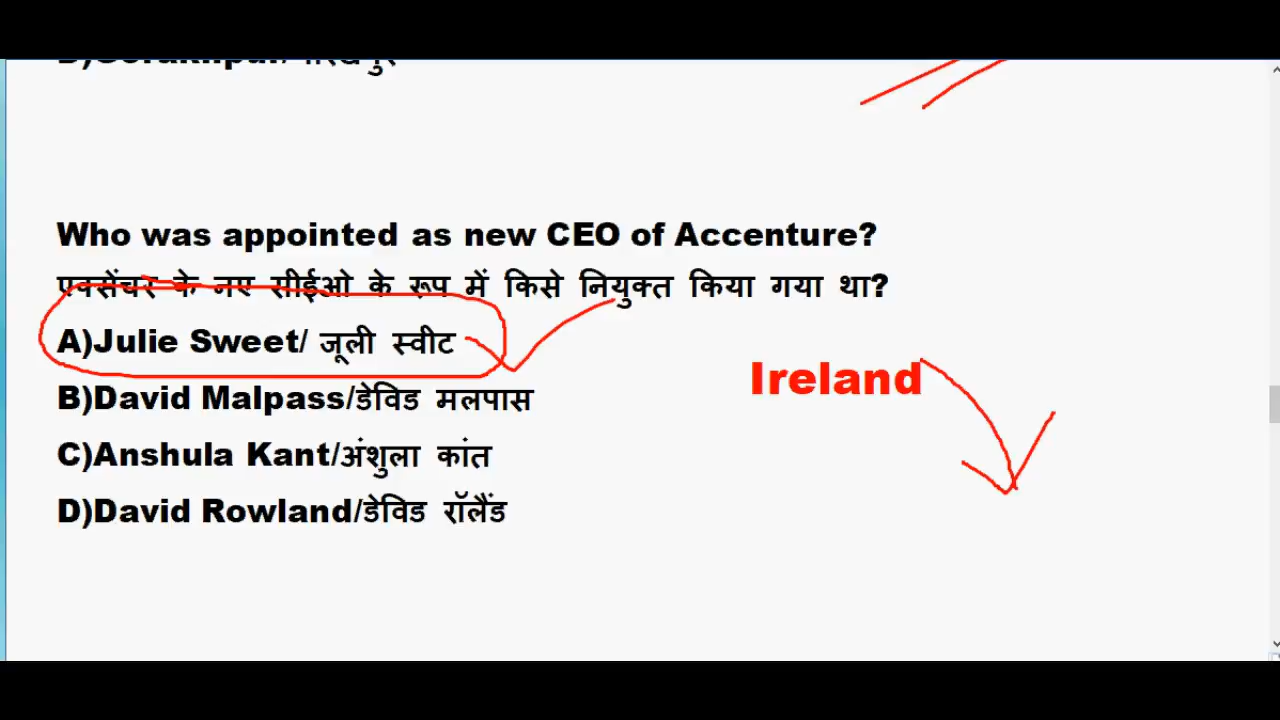 Who was appointed as new CEO of Accenture?
एक्सेंचर के नए सीईओ के रूप में किसे नियुक्त किया गया था?
A)Julie Sweet/ जूली स्वीट
B)David Malpass/डेविड मलपास
Ireland
C)Anshula Kant/अंशुला कांत
D)David Rowland/डेविड रॉलैंड